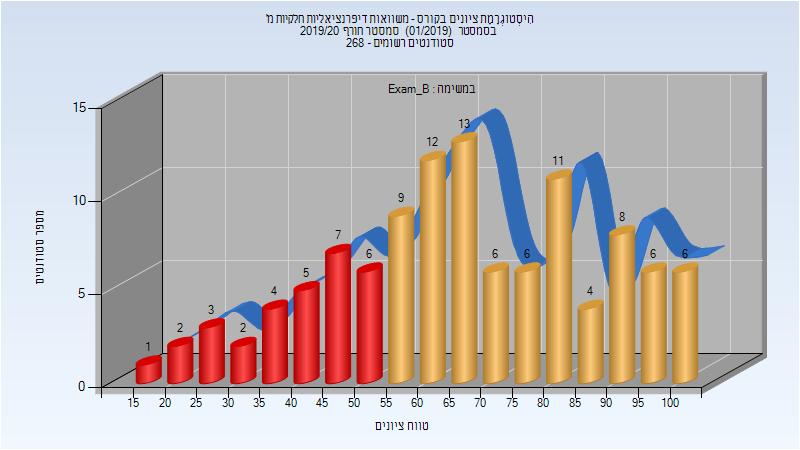 הִיסְטוֹגְרָמַת ציונים בקורס - משוואות דיפרנציאליות חלקיות מ'
בסמסטר (01/2019) סמסטר חורף 2019/20
סטודנטים רשומים - 268
במשימה : Exam_B
מספר סטודנטים
15
10
5
0
1 2 3 2 4 5 7 6 9 12 13 6 6 11 4 8 6 6
15 20 25 30 35 40 45 50 55 60 65 70 75 80 85 90 95 100
טווח ציונים